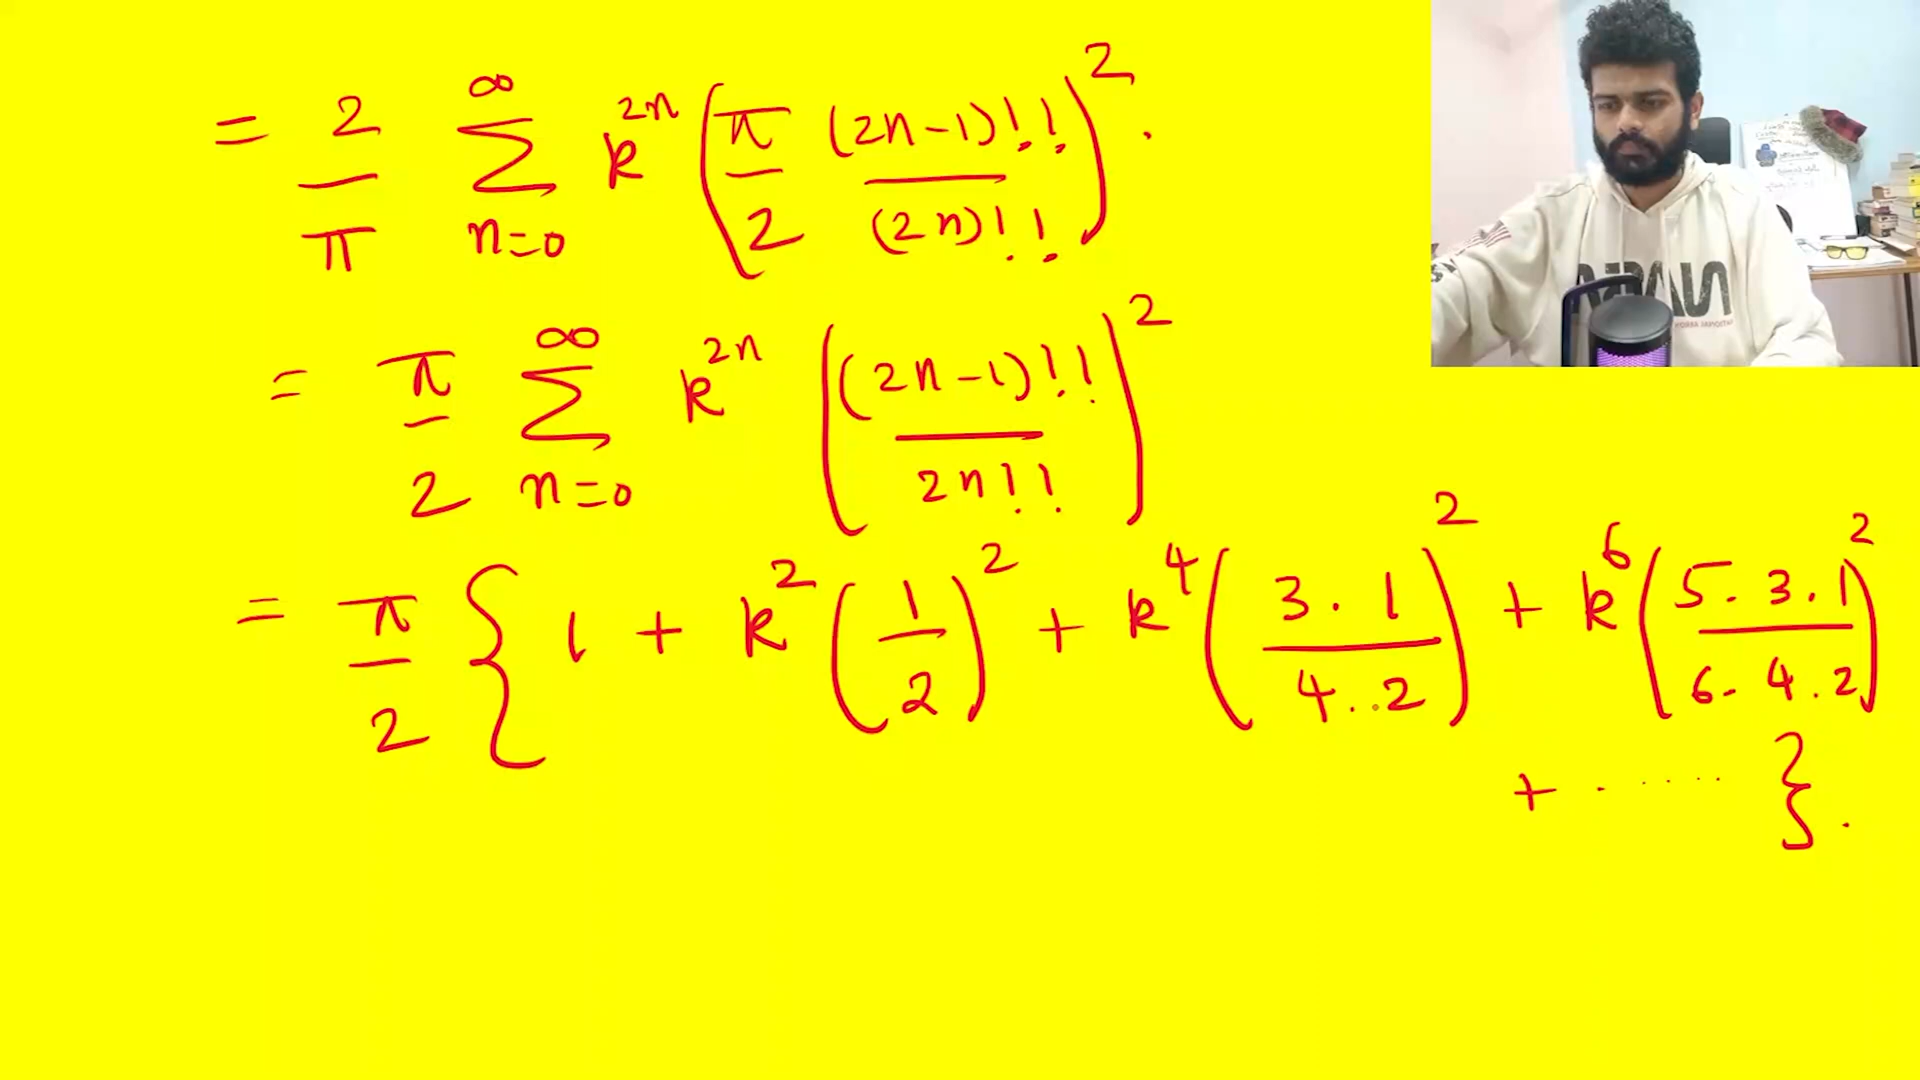 = 2/π ∑_{n=0}^{∞} k^{2n} (π/2 (2n-1)!!/(2n)!!)^2 .
= π/2 ∑_{n=0}^{∞} k^{2n} ((2n-1)!!/2n!!)^2
= π/2 { 1 + k^2 (1/2)^2 + k^4 (3.1/4..2)^2 + k^6 (5.3.1/6.4.2)^2
+ ...... } .